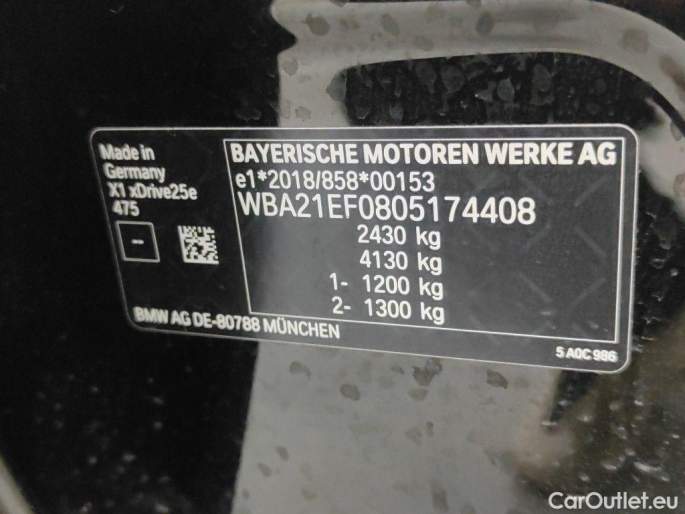 Made in
Germany
X1 xDrive25e
475
--
BAYERISCHE MOTOREN WERKE AG
e1*2018/858*00153
WBA21EF0805174408
2430 kg
4130 kg
1- 1200 kg
2- 1300 kg
BMW AG DE-80788 MÜNCHEN
5 A0C 986
CarOutlet.eu